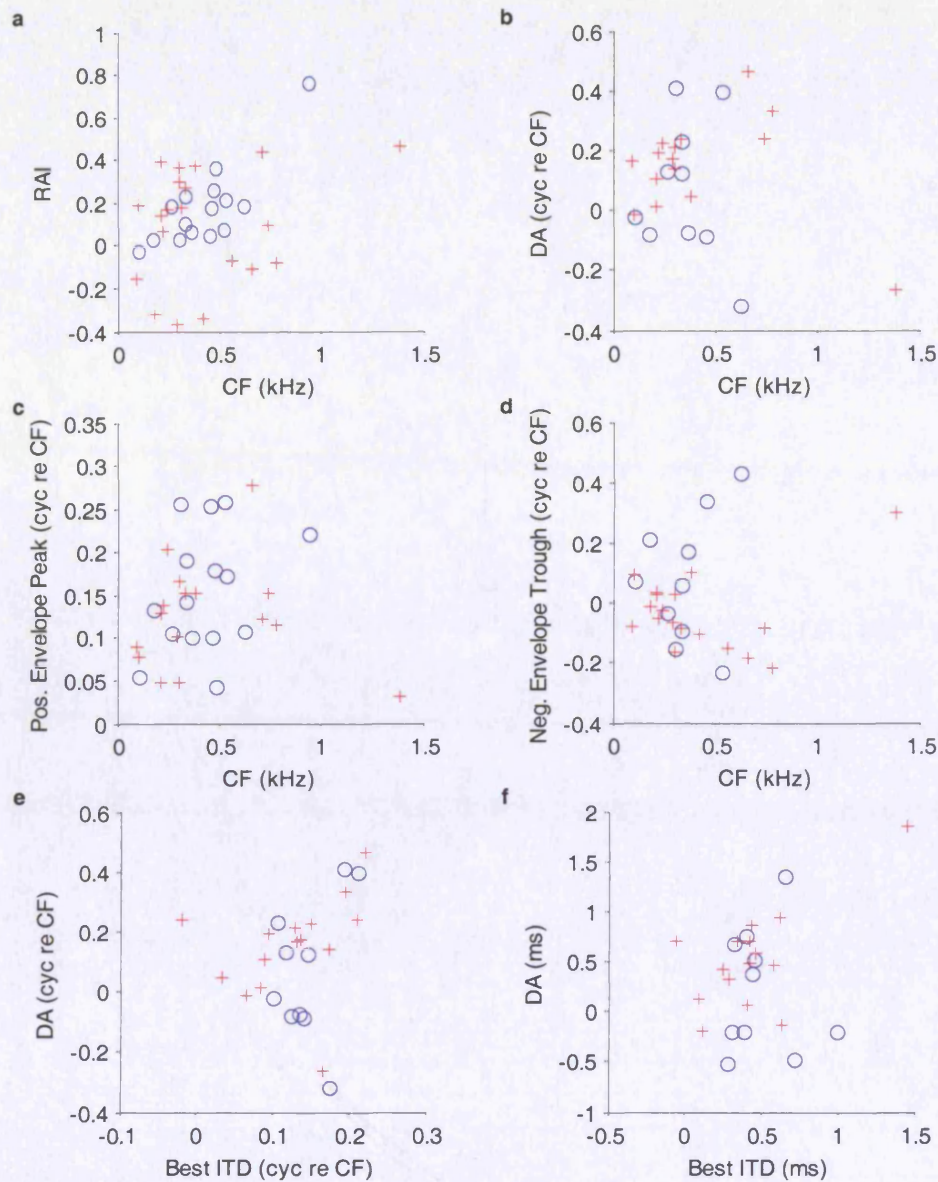 a
1
0.8
0.6
0.4
0.2
0
-0.2
-0.4
RAI
0 0.5 1 1.5
CF (kHz)
b
0.6
0.4
0.2
0
-0.2
-0.4
DA (cyc re CF)
0 0.5 1 1.5
CF (kHz)
c
0.35
0.3
0.25
0.2
0.15
0.1
0.05
0
Pos. Envelope Peak (cyc re CF)
0 0.5 1 1.5
CF (kHz)
d
0.6
0.4
0.2
0
-0.2
-0.4
Neg. Envelope Trough (cyc re CF)
0 0.5 1 1.5
CF (kHz)
e
0.6
0.4
0.2
0
-0.2
-0.4
DA (cyc re CF)
-0.1 0 0.1 0.2 0.3
Best ITD (cyc re CF)
f
2
1.5
1
0.5
0
-0.5
-1
DA (ms)
-0.5 0 0.5 1 1.5
Best ITD (ms)